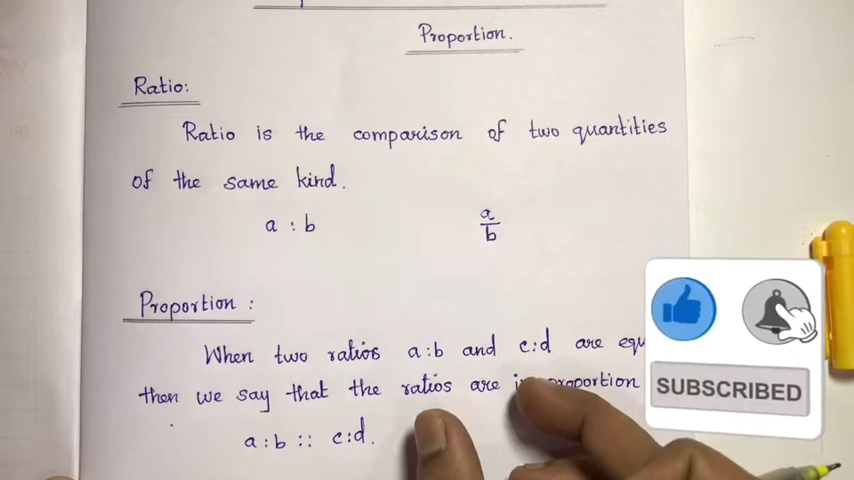 Proportion.
Ratio:
Ratio is the comparison of two quantities
of the same kind.
a : b a/b
Proportion :
When two ratios a:b and c:d are
then we say that the ratios are proportion
a:b :: c:d.
SUBSCRIBED